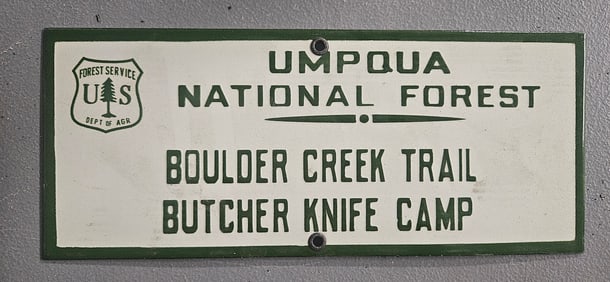 FOREST SERVICE
U S
DEPT OF AGR
UMPQUA
NATIONAL FOREST
BOULDER CREEK TRAIL
BUTCHER KNIFE CAMP